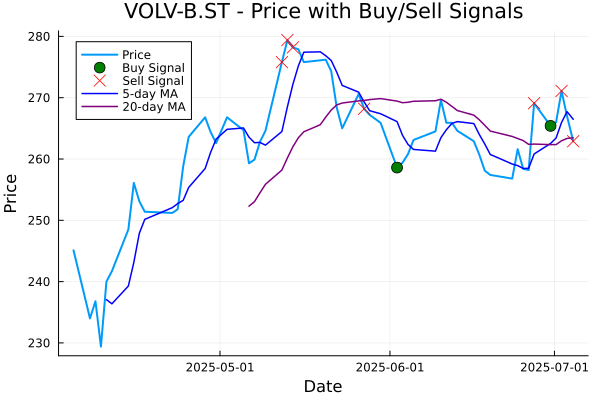 VOLV-B.ST - Price with Buy/Sell Signals
280
270
260
250
240
230
Price
Price
Buy Signal
Sell Signal
5-day MA
20-day MA
2025-05-01
2025-06-01
2025-07-01
Date